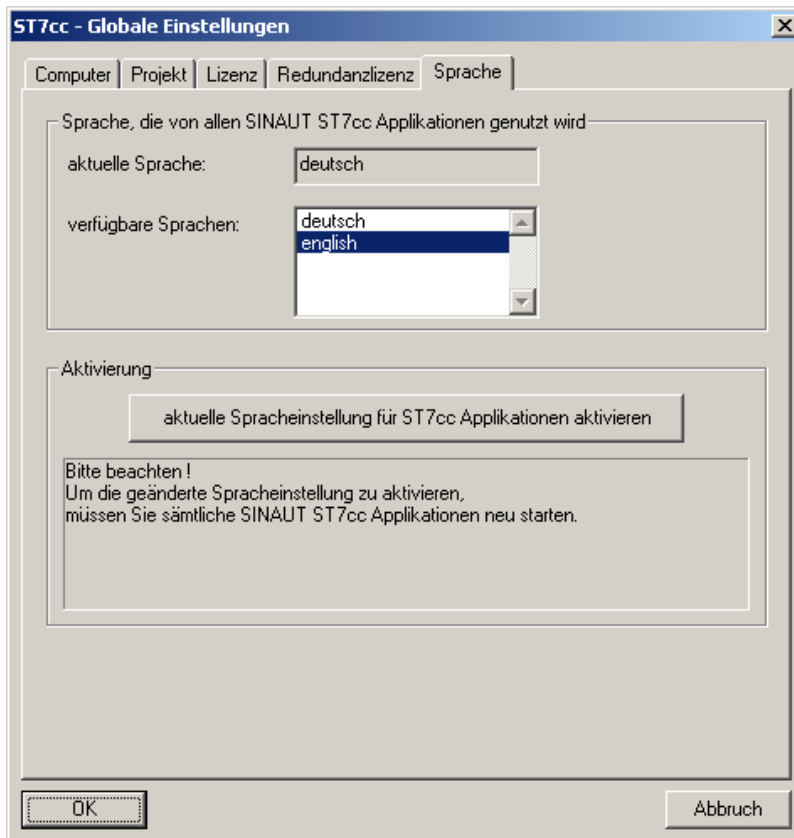 ST7cc - Globale Einstellungen
Computer Projekt Lizenz Redundanzlizenz Sprache
Sprache, die von allen SINAUT ST7cc Applikationen genutzt wird
aktuelle Sprache: deutsch
verfügbare Sprachen: deutsch
english
Aktivierung
aktuelle Spracheinstellung für ST7cc Applikationen aktivieren
Bitte beachten !
Um die geänderte Spracheinstellung zu aktivieren,
müssen Sie sämtliche SINAUT ST7cc Applikationen neu starten.
OK Abbruch